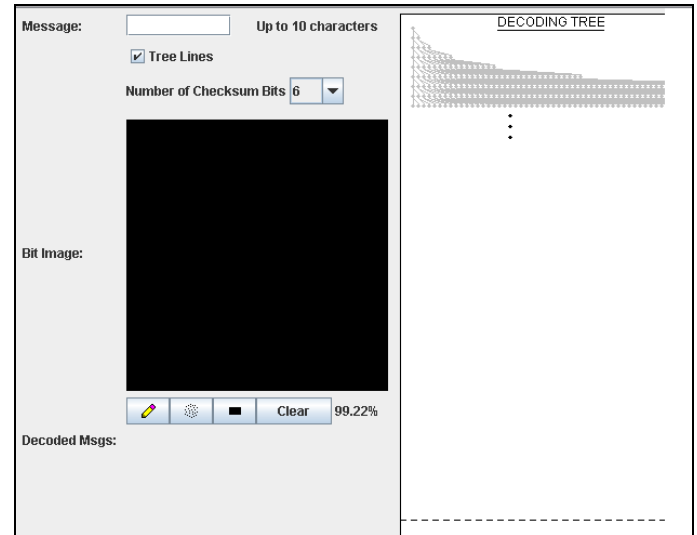 Message: Up to 10 characters
Tree Lines
Number of Checksum Bits 6
Bit Image:
Clear 99.22%
Decoded Msgs:
DECODING TREE